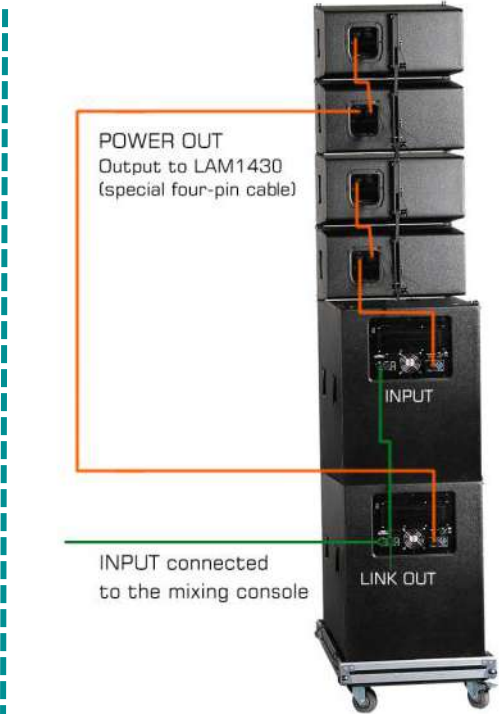 POWER OUT
Output to LAM1430
(special four-pin cable)
INPUT
INPUT connected
to the mixing console
LINK OUT